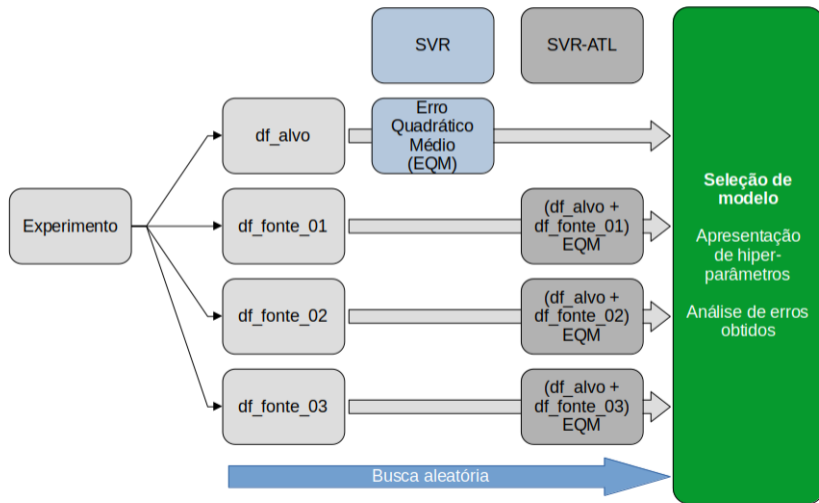 SVR
SVR-ATL
Erro
Quadrático
Médio
(EQM)
df_alvo
Experimento
df_fonte_01
(df_alvo +
df_fonte_01)
EQM
df_fonte_02
(df_alvo +
df_fonte_02)
EQM
df_fonte_03
(df_alvo +
df_fonte_03)
EQM
Seleção de
modelo
Apresentação
de hiper-
parâmetros
Análise de erros
obtidos
Busca aleatória